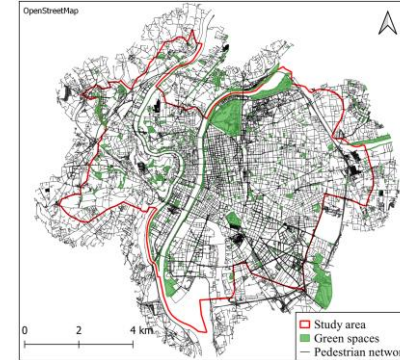 OpenStreetMap
0 2 4 km
Study area
Green spaces
Pedestrian networ